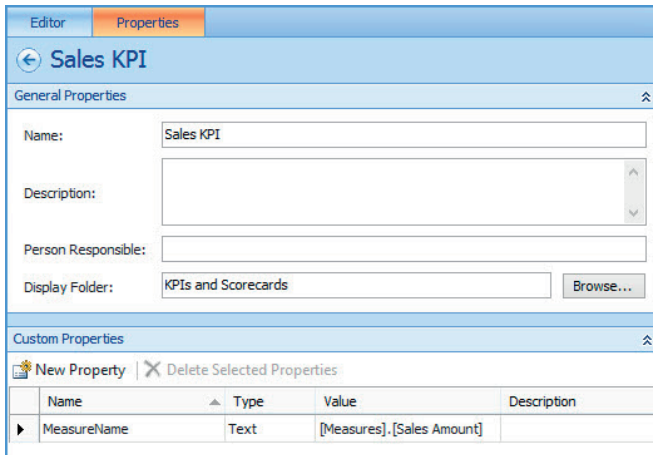 Editor Properties
Sales KPI
General Properties
Name: Sales KPI
Description:
Person Responsible:
Display Folder: KPIs and Scorecards Browse...
Custom Properties
New Property Delete Selected Properties
Name Type Value Description
MeasureName Text [Measures].[Sales Amount]